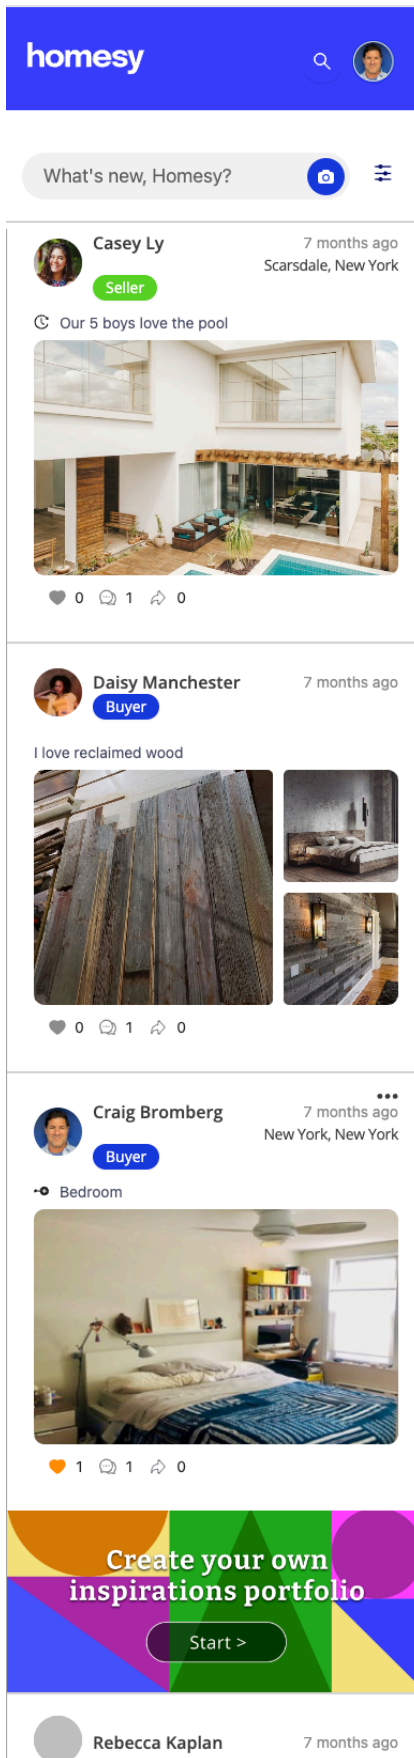 homesy
What's new, Homesy?
Casey Ly
7 months ago
Scarsdale, New York
Seller
Our 5 boys love the pool
0 1 0
Daisy Manchester
7 months ago
Buyer
I love reclaimed wood
0 1 0
Craig Bromberg
7 months ago
New York, New York
Buyer
Bedroom
1 1 0
Create your own
inspirations portfolio
Start >
Rebecca Kaplan
7 months ago